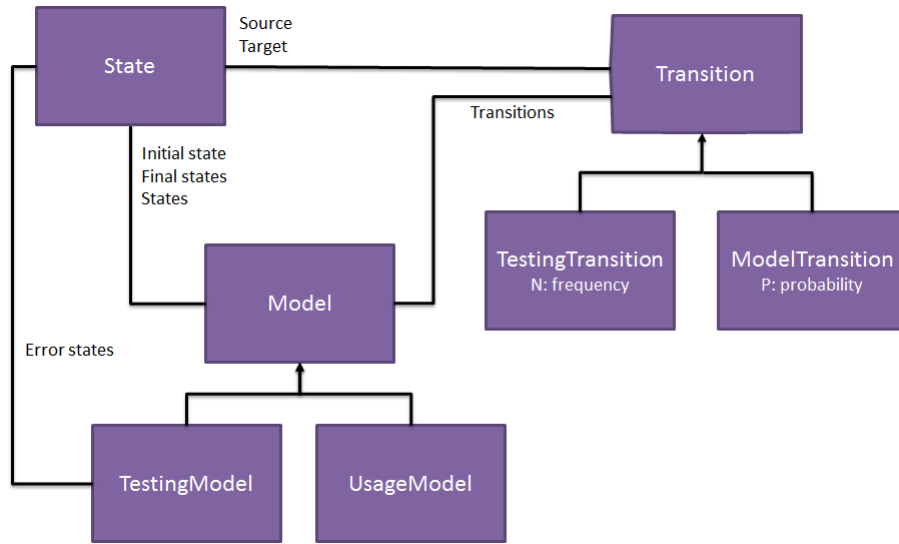 Source
Target
State
Transition
Transitions
Initial state
Final states
States
TestingTransition
N: frequency
ModelTransition
P: probability
Model
Error states
TestingModel
UsageModel